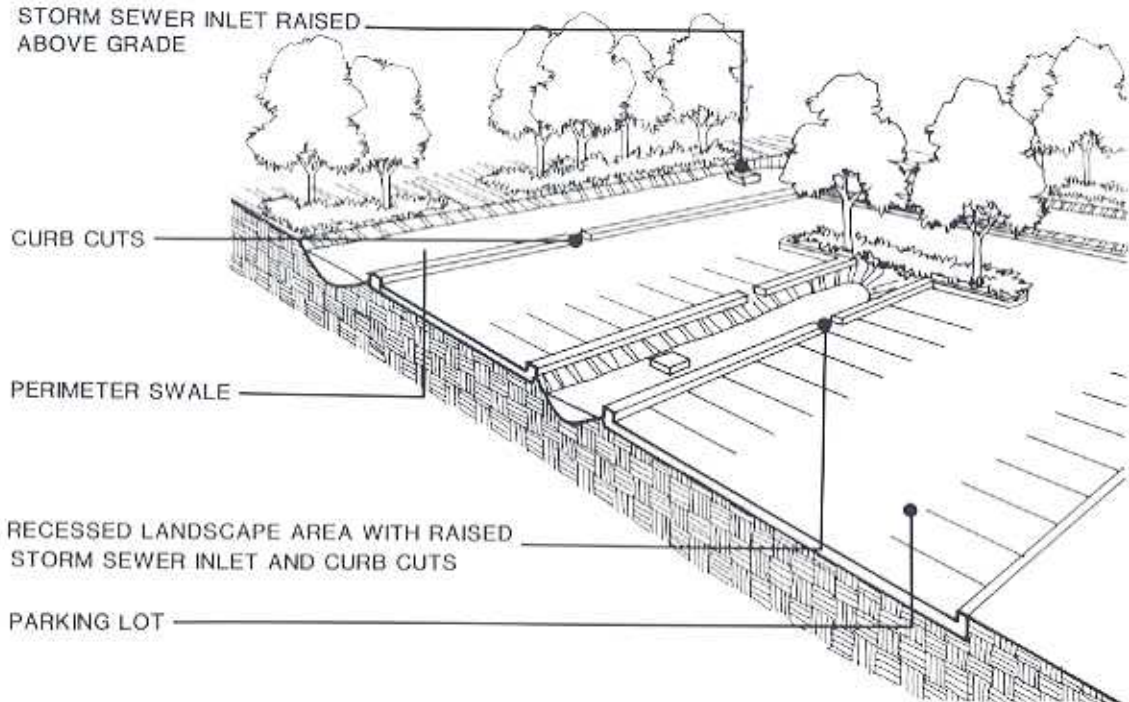 STORM SEWER INLET RAISED
ABOVE GRADE
CURB CUTS
PERIMETER SWALE
RECESSED LANDSCAPE AREA WITH RAISED
STORM SEWER INLET AND CURB CUTS
PARKING LOT